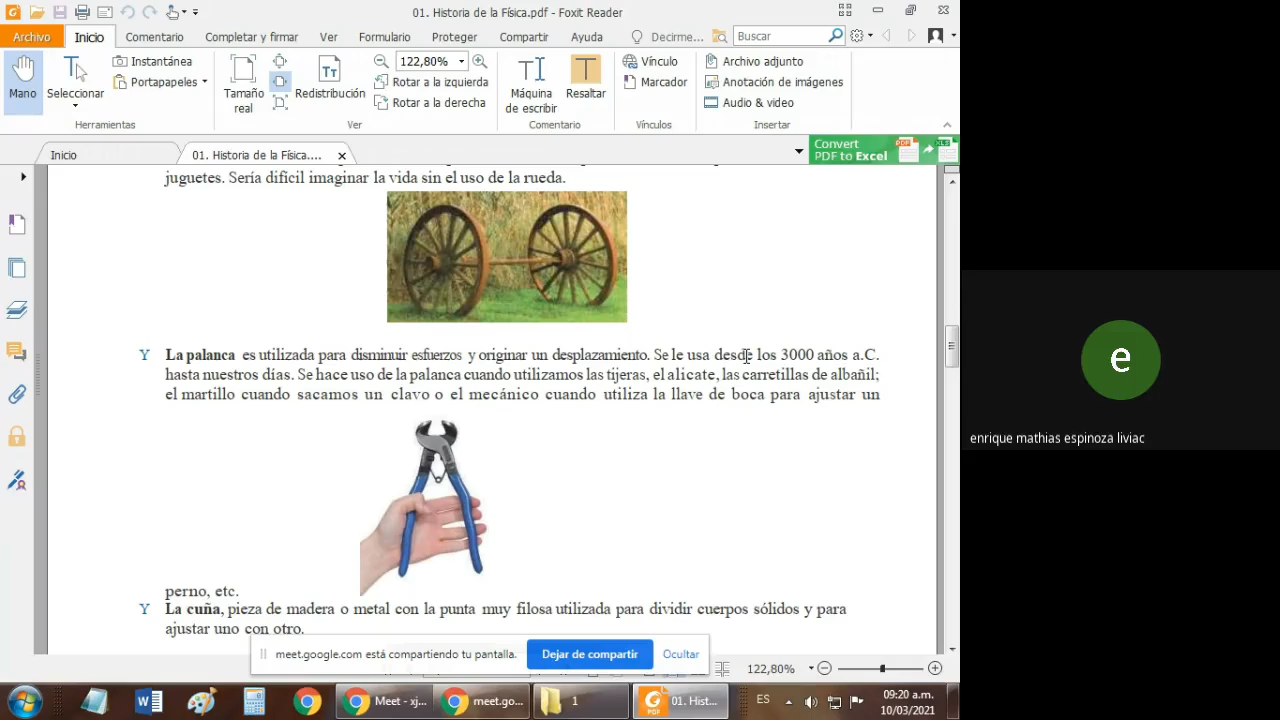 01. Historia de la Física.pdf - Foxit Reader
Archivo Inicio Comentario Completar y firmar Ver Formulario Proteger Compartir Ayuda Decirme... Buscar
Mano
Seleccionar
Instantánea
Portapapeles
Herramientas
Tamaño real
Redistribución
122,80%
Rotar a la izquierda
Rotar a la derecha
Ver
Máquina de escribir
Resaltar
Comentario
Vínculo
Marcador
Vínculos
Archivo adjunto
Anotación de imágenes
Audio & video
Insertar
Inicio
01. Historia de la Física....
Convert
PDF to Excel
juguetes. Sería difícil imaginar la vida sin el uso de la rueda.
Y La palanca es utilizada para disminuir esfuerzos y originar un desplazamiento. Se le usa desde los 3000 años a.C.
hasta nuestros días. Se hace uso de la palanca cuando utilizamos las tijeras, el alicate, las carretillas de albañil;
el martillo cuando sacamos un clavo o el mecánico cuando utiliza la llave de boca para ajustar un
perno, etc.
Y La cuña, pieza de madera o metal con la punta muy filosa utilizada para dividir cuerpos sólidos y para
ajustar uno con otro.
meet.google.com está compartiendo tu pantalla. Dejar de compartir Ocultar
122,80%
Meet - xj... meet.go... 1 01. Hist... ES 09:20 a.m.
10/03/2021
e
enrique mathias espinoza liviac